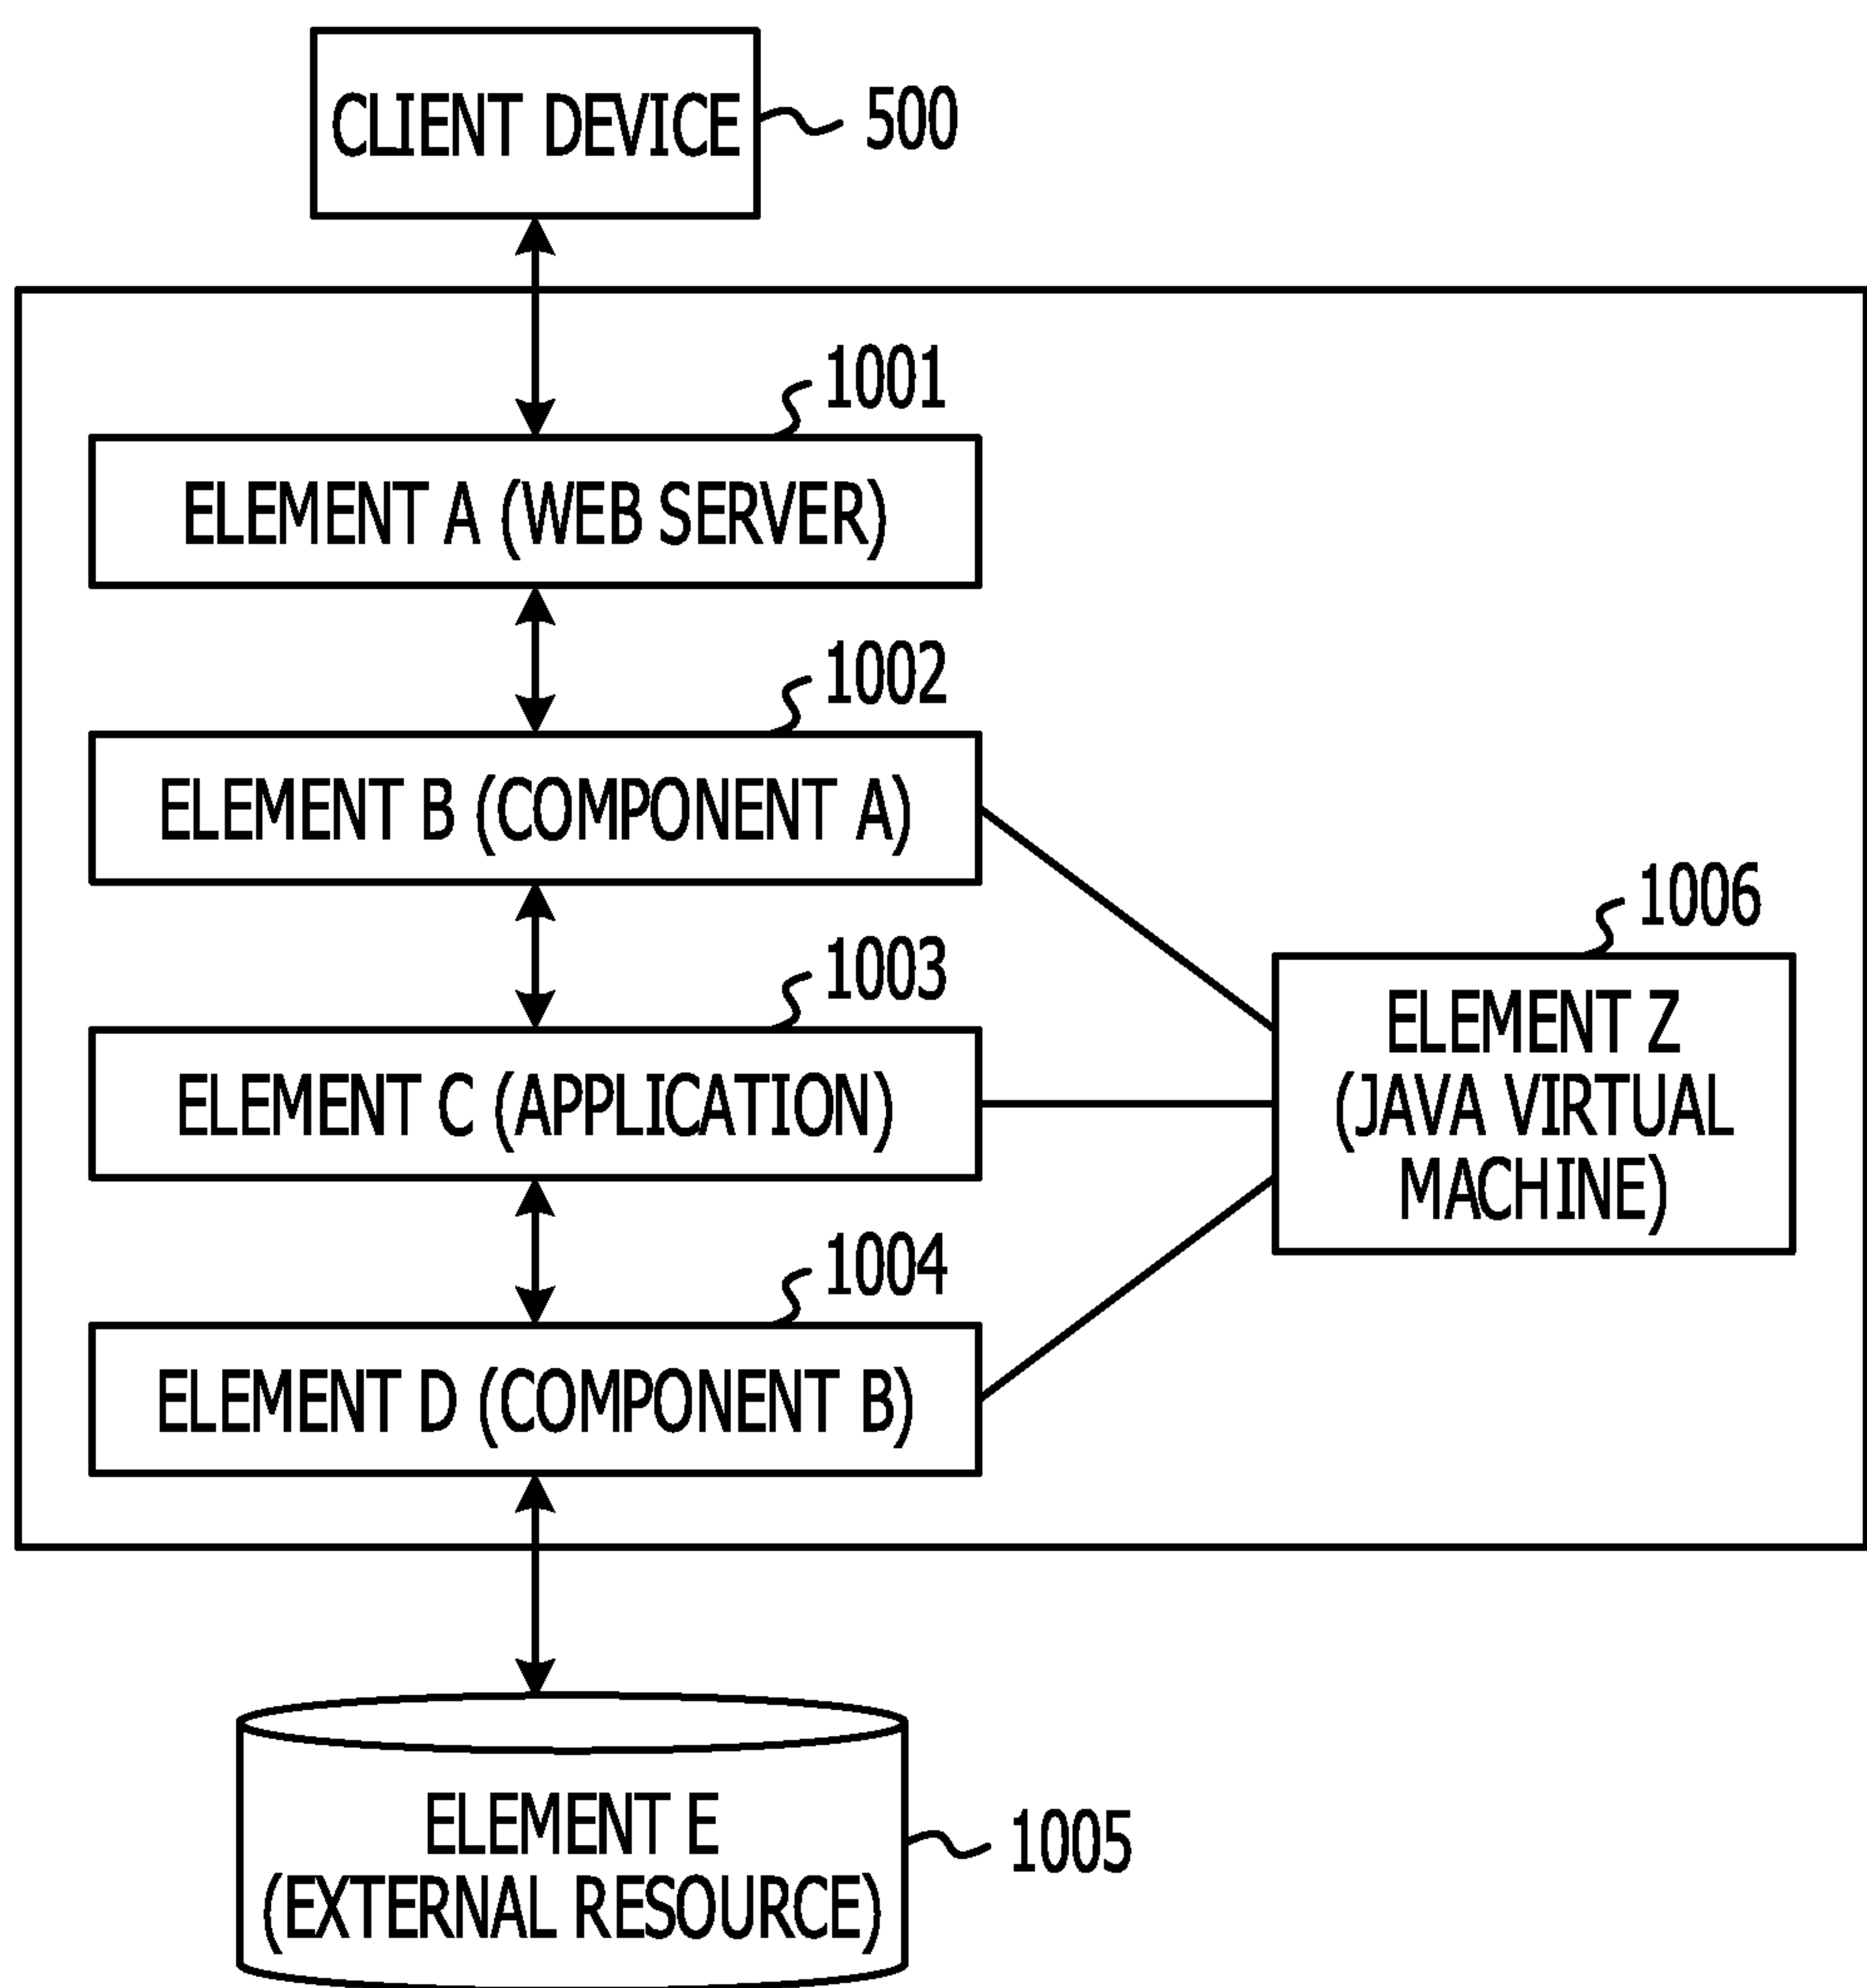 CLIENT DEVICE
500
1001
ELEMENT A (WEB SERVER)
1002
ELEMENT B (COMPONENT A)
1003
ELEMENT C (APPLICATION)
1006
ELEMENT Z
(JAVA VIRTUAL
MACHINE)
1004
ELEMENT D (COMPONENT B)
ELEMENT E
(EXTERNAL RESOURCE)
1005